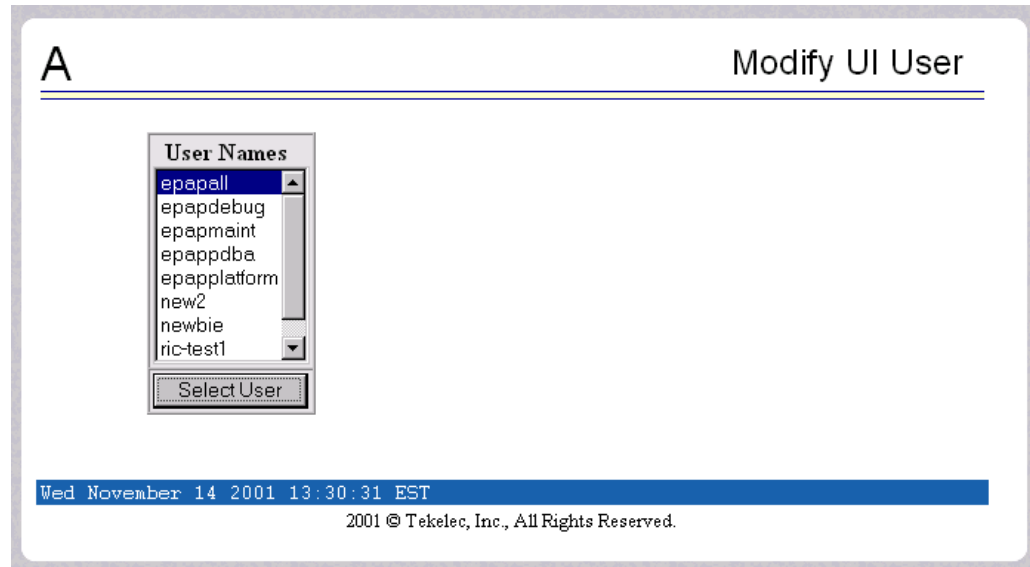 A
Modify UI User
User Names
epapall
epapdebug
epapmaint
epappdba
epapplatform
new2
newbie
ric-test1
Select User
Wed November 14 2001 13:30:31 EST
2001 © Tekelec, Inc., All Rights Reserved.